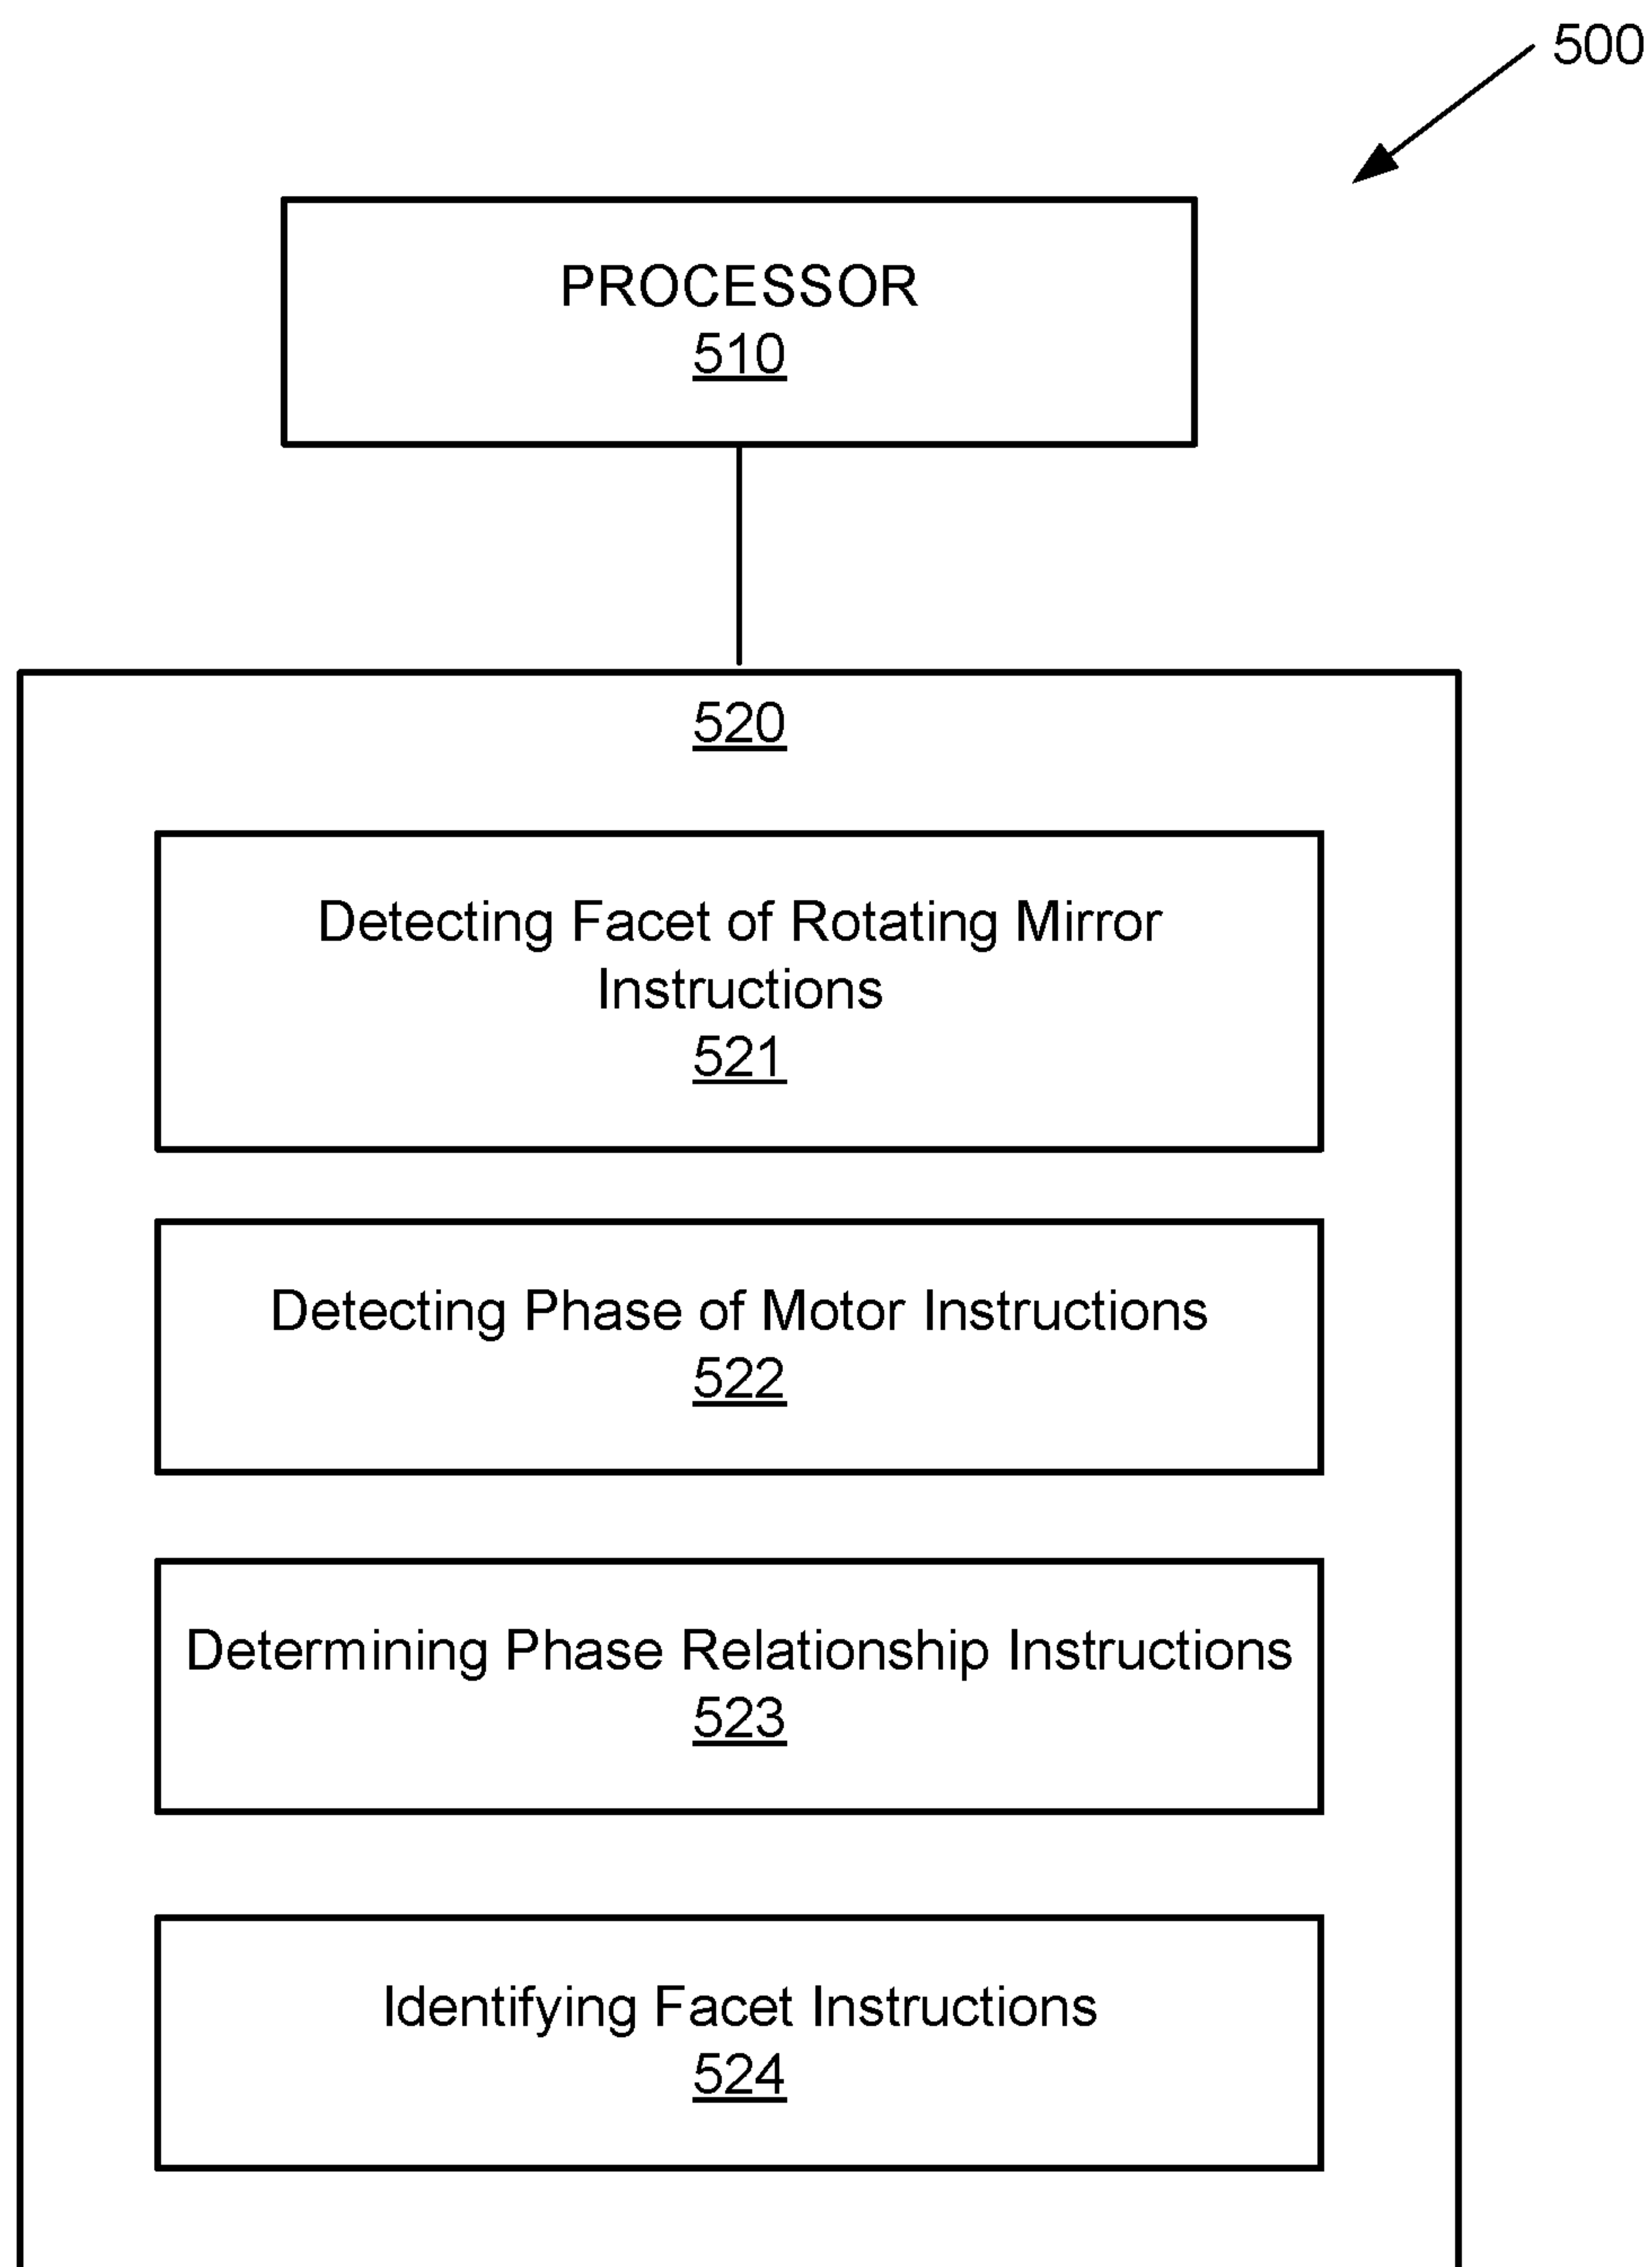 500
PROCESSOR
510
520
Detecting Facet of Rotating Mirror
Instructions
521
Detecting Phase of Motor Instructions
522
Determining Phase Relationship Instructions
523
Identifying Facet Instructions
524